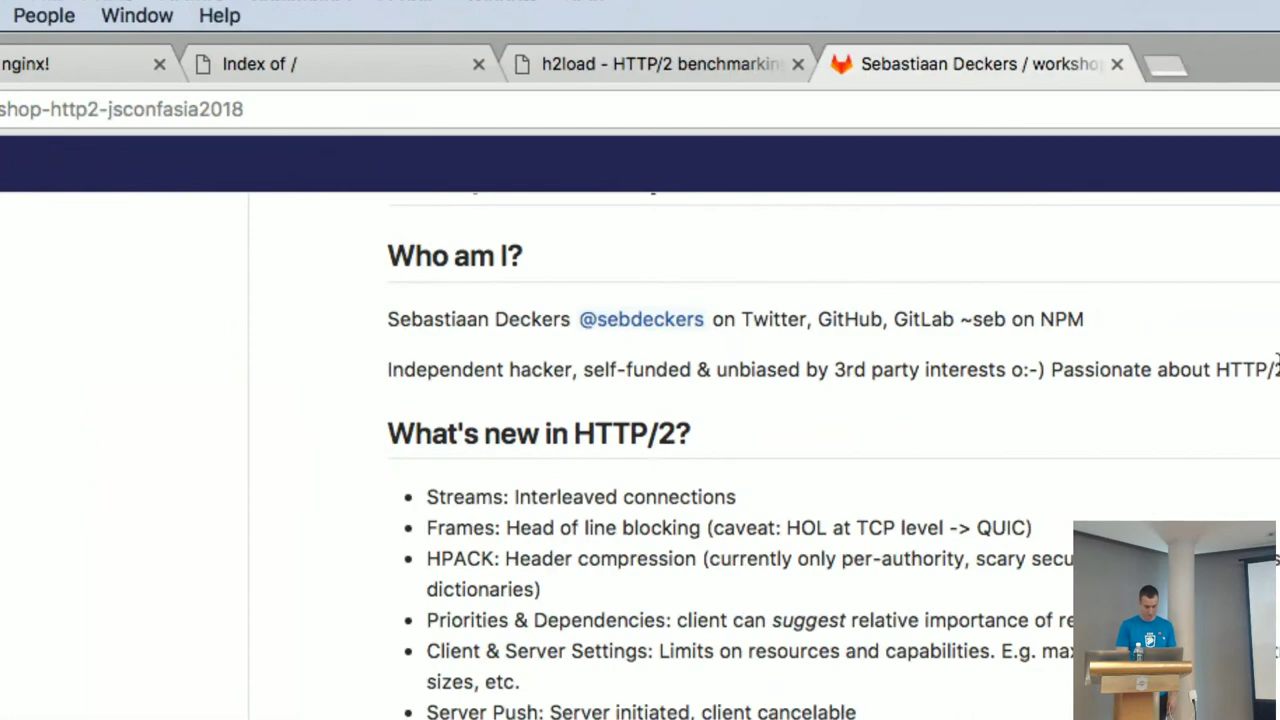 People Window Help
nginx!
Index of /
h2load - HTTP/2 benchmarkin
Sebastiaan Deckers / worksho
shop-http2-jsconfasia2018
Who am I?
Sebastiaan Deckers @sebdeckers on Twitter, GitHub, GitLab ~seb on NPM
Independent hacker, self-funded & unbiased by 3rd party interests o:-) Passionate about HTTP/2
What's new in HTTP/2?
Streams: Interleaved connections
Frames: Head of line blocking (caveat: HOL at TCP level -> QUIC)
HPACK: Header compression (currently only per-authority, scary secu
dictionaries)
Priorities & Dependencies: client can suggest relative importance of re
Client & Server Settings: Limits on resources and capabilities. E.g. max
sizes, etc.
Server Push: Server initiated, client cancelable